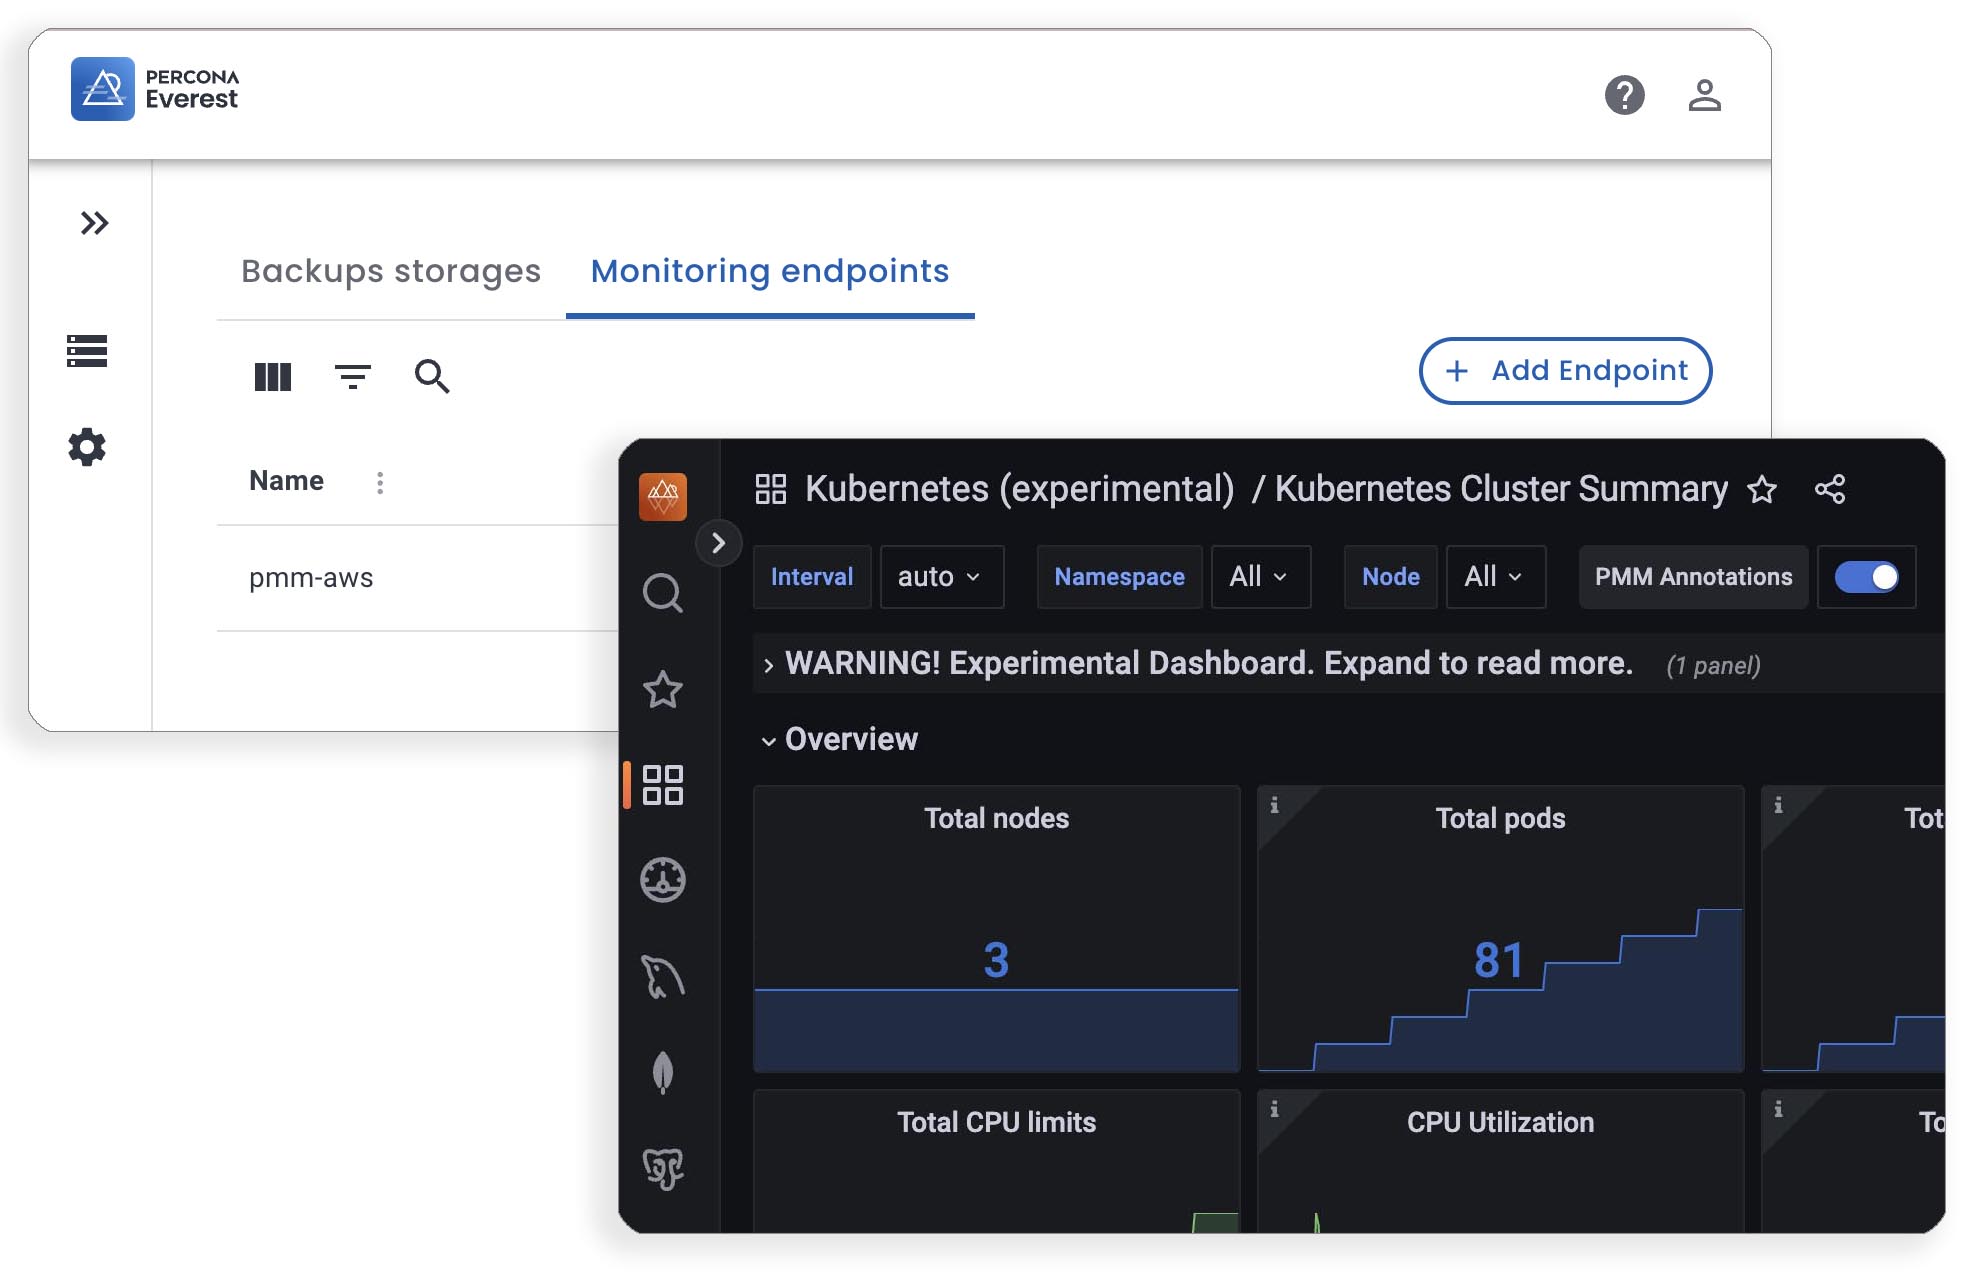 PERCONA
Everest
Backups storages
Monitoring endpoints
+ Add Endpoint
Name
pmm-aws
Kubernetes (experimental) / Kubernetes Cluster Summary
Interval
auto
Namespace
All
Node
All
PMM Annotations
WARNING! Experimental Dashboard. Expand to read more. (1 panel)
Overview
Total nodes
Total pods
Tot
3
81
Total CPU limits
CPU Utilization
To